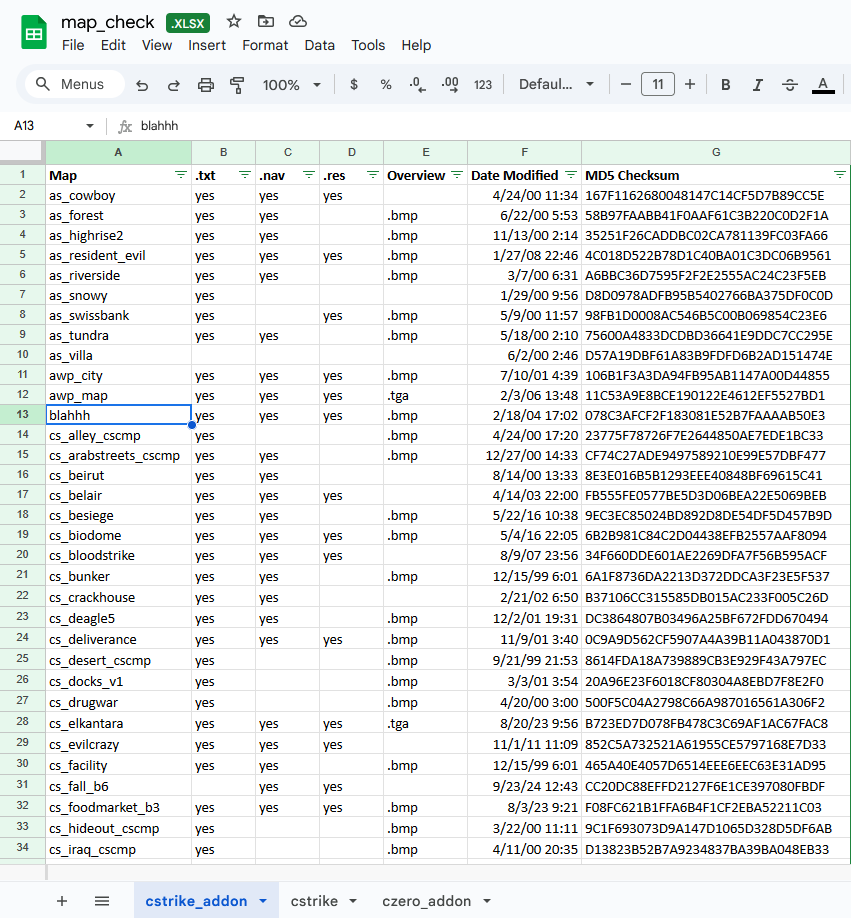 map_check .XLSX
File Edit View Insert Format Data Tools Help
Menus 100% $ % .0 .00 123 Defaul... − 11 + B I S A
A13 fx blahhh
A B C D E F G
1 Map .txt .nav .res Overview Date Modified MD5 Checksum
2 as_cowboy yes yes yes 4/24/00 11:34 167F1162680048147C14CF5D7B89CC5E
3 as_forest yes yes .bmp 6/22/00 5:53 58B97FAABB41F0AAF61C3B220C0D2F1A
4 as_highrise2 yes yes .bmp 11/13/00 2:14 35251F26CADDBC02CA781139FC03FA66
5 as_resident_evil yes yes yes .bmp 1/27/08 22:46 4C018D522B78D1C40BA01C3DC06B9561
6 as_riverside yes yes .bmp 3/7/00 6:31 A6BBC36D7595F2F2E2555AC24C23F5EB
7 as_snowy yes 1/29/00 9:56 D8D0978ADFB95B5402766BA375DF0C0D
8 as_swissbank yes yes .bmp 5/9/00 11:57 98FB1D0008AC546B5C00B069854C23E6
9 as_tundra yes yes .bmp 5/18/00 2:10 75600A4833DCDBD36641E9DDC7CC295E
10 as_villa 6/2/00 2:46 D57A19DBF61A83B9FDFD6B2AD151474E
11 awp_city yes yes yes .bmp 7/10/01 4:39 106B1F3A3DA94FB95AB1147A00D44855
12 awp_map yes yes yes .tga 2/3/06 13:48 11C53A9E8BCE190122E4612EF5527BD1
13 blahhh yes yes yes .bmp 2/18/04 17:02 078C3AFCF2F183081E52B7FAAAAB50E3
14 cs_alley_cscmp yes .bmp 4/24/00 17:20 23775F78726F7E2644850AE7EDE1BC33
15 cs_arabstreets_cscmp yes yes .bmp 12/27/00 14:33 CF74C27ADE9497589210E99E57DBF477
16 cs_beirut yes yes 8/14/00 13:33 8E3E016B5B1293EEE40848BF69615C41
17 cs_belair yes yes yes 4/14/03 22:00 FB555FE0577BE5D3D06BEA22E5069BEB
18 cs_besiege yes yes .bmp 5/22/16 10:38 9EC3EC85024BD892D8DE54DF5D457B9D
19 cs_biodome yes yes yes .bmp 5/4/16 22:05 6B2B981C84C2D04438EFB2557AAF8094
20 cs_bloodstrike yes yes yes 8/9/07 23:56 34F660DDE601AE2269DFA7F56B595ACF
21 cs_bunker yes yes .bmp 12/15/99 6:01 6A1F8736DA2213D372DDCA3F23E5F537
22 cs_crackhouse yes yes 2/21/02 6:50 B37106CC315585DB015AC233F005C26D
23 cs_deagle5 yes yes .bmp 12/2/01 19:31 DC3864807B03496A25BF672FDD670494
24 cs_deliverance yes yes yes .bmp 11/9/01 3:40 0C9A9D562CF5907A4A39B11A043870D1
25 cs_desert_cscmp yes .bmp 9/21/99 21:53 8614FDA18A739889CB3E929F43A797EC
26 cs_docks_v1 yes .bmp 3/3/01 3:54 20A96E23F6018CF80304A8EBD7F8E2F0
27 cs_drugwar yes .bmp 4/20/00 3:00 500F5C04A2798C66A987016561A306F2
28 cs_elkantara yes yes yes .tga 8/20/23 9:56 B723ED7D078FB478C3C69AF1AC67FAC8
29 cs_evilcrazy yes yes yes 11/1/11 11:09 852C5A732521A61955CE5797168E7D33
30 cs_facility yes yes .bmp 12/15/99 6:01 465A40E4057D6514EEE6EEC63E31AD95
31 cs_fall_b6 yes yes 9/23/24 12:43 CC20DC88EFFD2127F6E1CE397080FBDF
32 cs_foodmarket_b3 yes yes yes .bmp 8/3/23 9:21 F08FC621B1FFA6B4F1CF2EBA52211C03
33 cs_hideout_cscmp yes .bmp 3/22/00 11:11 9C1F693073D9A147D1065D328D5DF6AB
34 cs_iraq_cscmp yes .bmp 4/11/00 20:35 D13823B52B7A9234837BA39BA048EB33
+ cstrike_addon cstrike czero_addon